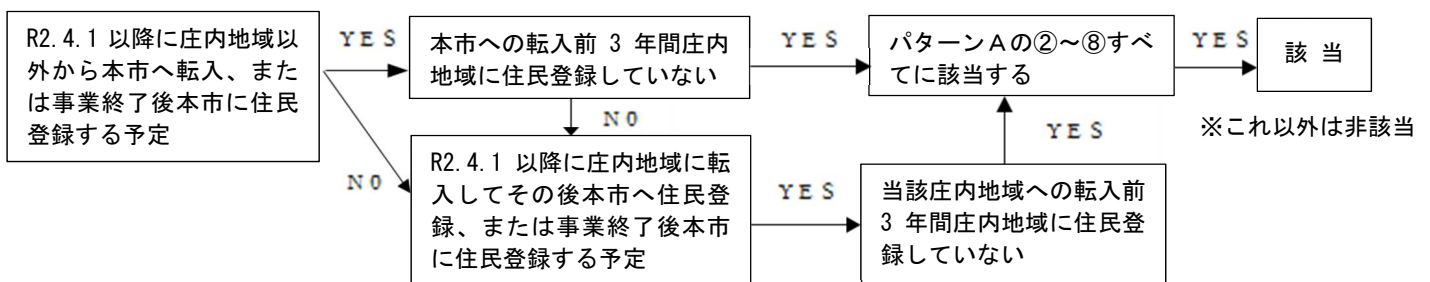 R2.4.1 以降に庄内地域以
外から本市へ転入、また
は事業終了後本市に住民
登録する予定
YES
本市への転入前 3 年間庄内
地域に住民登録していない
YES
パターンAの②～⑧すべ
てに該当する
YES
該 当
※これ以外は非該当
NO
NO
R2.4.1 以降に庄内地域に転
入してその後本市へ住民登
録、または事業終了後本市
に住民登録する予定
YES
当該庄内地域への転入前
3 年間庄内地域に住民登
録していない
YES